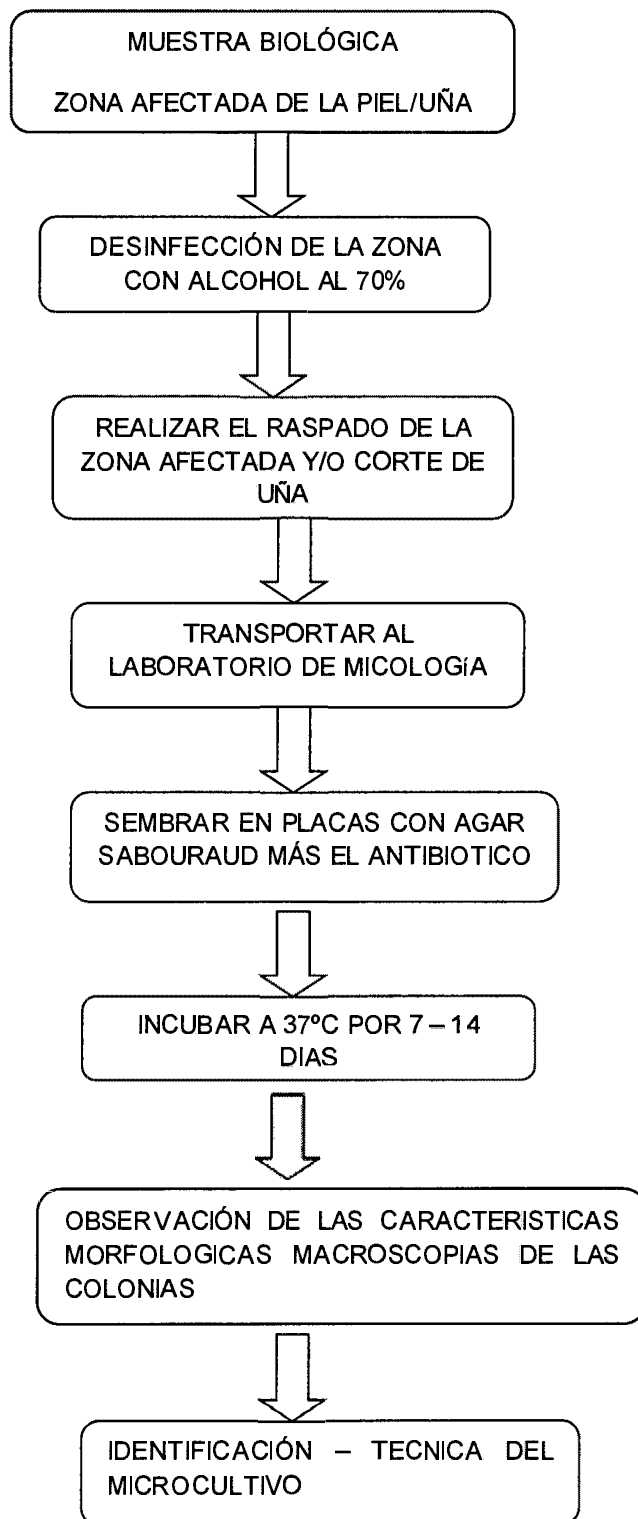 MUESTRA BIOLÓGICA
ZONA AFECTADA DE LA PIEL/UÑA
DESINFECCIÓN DE LA ZONA
CON ALCOHOL AL 70%
REALIZAR EL RASPADO DE LA
ZONA AFECTADA Y/O CORTE DE
UÑA
TRANSPORTAR AL
LABORATORIO DE MICOLOGíA
SEMBRAR EN PLACAS CON AGAR
SABOURAUD MÁS EL ANTIBIOTICO
INCUBAR A 37ºC POR 7 – 14
DIAS
OBSERVACIÓN DE LAS CARACTERISTICAS
MORFOLOGICAS MACROSCOPIAS DE LAS
COLONIAS
IDENTIFICACIÓN – TECNICA DEL
MICROCULTIVO